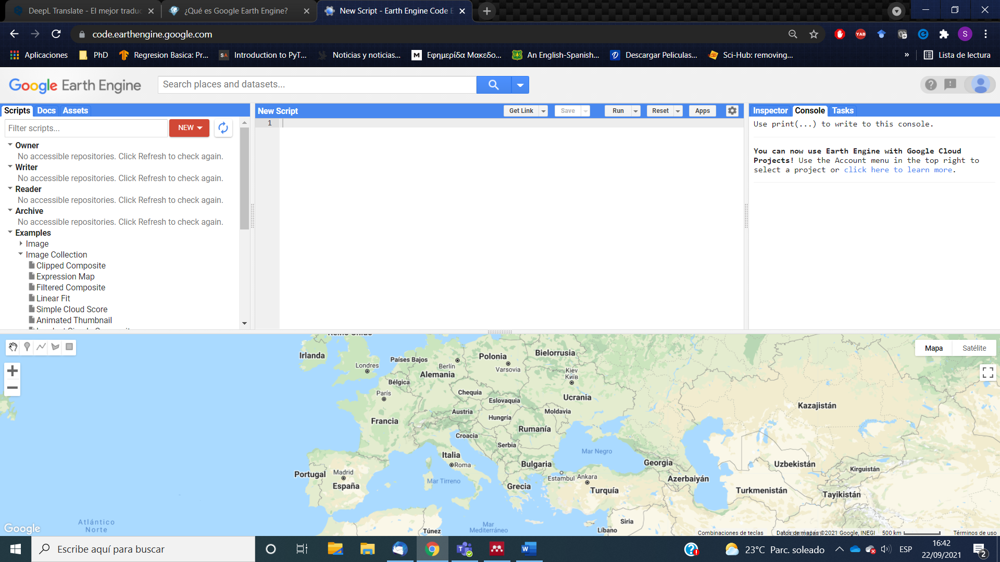 DeepL Translate - El mejor traduc
¿Qué es Google Earth Engine?
New Script - Earth Engine Code E
code.earthengine.google.com
YAB
S
Aplicaciones
PhD
Regresion Basica: Pr...
SA
Introduction to PyT...
Noticias y noticias...
M
Εφημερίδα Μακεδο...
An English-Spanish...
Descargar Peliculas...
Sci-Hub: removing...
»
Lista de lectura
Google Earth Engine
Search places and datasets...
Scripts
Docs
Assets
New Script
Get Link
Save
Run
Reset
Apps
Inspector
Console
Tasks
Filter scripts...
NEW
1
Use print(...) to write to this console.
Owner
No accessible repositories. Click Refresh to check again.
Writer
No accessible repositories. Click Refresh to check again.
Reader
No accessible repositories. Click Refresh to check again.
Archive
No accessible repositories. Click Refresh to check again.
Examples
Image
Image Collection
Clipped Composite
Expression Map
Filtered Composite
Linear Fit
Simple Cloud Score
Animated Thumbnail
You can now use Earth Engine with Google Cloud
Projects! Use the Account menu in the top right to
select a project or click here to learn more.
Mapa
Satélite
Reino Unido
Irlanda
Londres
Países Bajos
Berlín
Alemania
Polonia
Varsovia
Bielorrusia
Bélgica
Kiev
Київ
París
Chequia
Eslovaquia
Ucrania
Kazajistán
Francia
Austria
Hungría
Moldavia
Rumanía
Croacia
Serbia
Mar Negro
Italia
Roma
Bulgaria
Georgia
Uzbekistán
Kirguistán
Portugal
Madrid
España
Mar Tirreno
Grecia
Estambul
Ankara
Turquía
Azerbaiyán
Turkmenistán
Tayikistán
Atlántico
Norte
Túnez
Mar
Mediterráneo
Siria
Líbano
Google
Combinaciones de teclas
Datos de mapas ©2021 Google, INEGI
500 km
Términos de uso
Escribe aquí para buscar
23°C Parc. soleado
ESP
16:42
22/09/2021
2